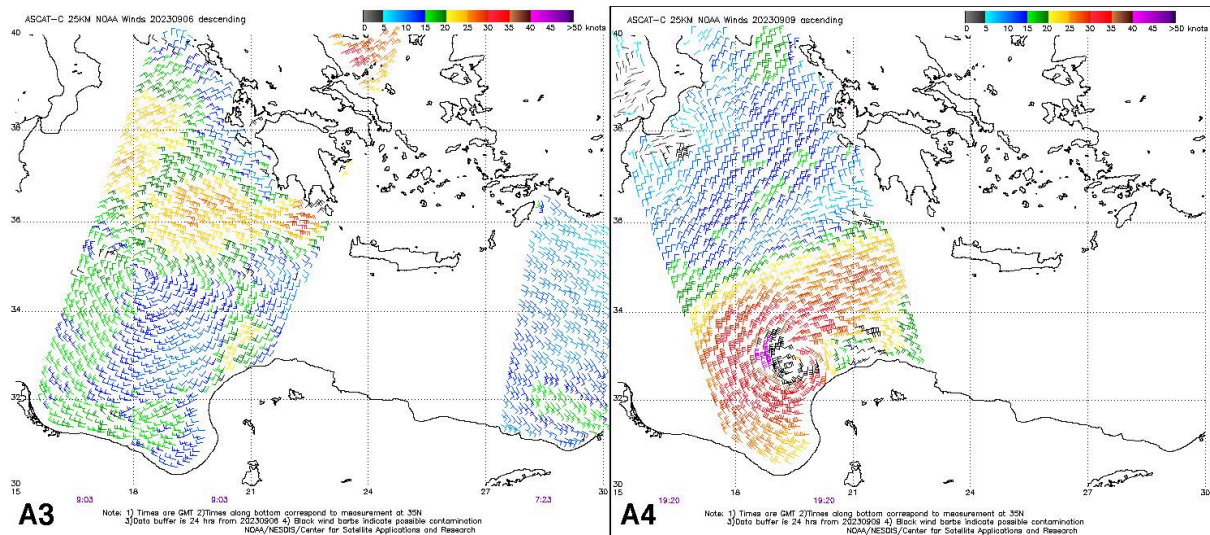 ASCAT-C 25KM NOAA Winds 20230906 descending
0 5 10 15 20 25 30 35 40 45 >50 knots
40
38
36
34
32
30
15 18 21 24 27 30
9:03 9:03 7:23
A3
Note: 1) Times are GMT 2)Times along bottom correspond to measurement at 35N
3)Data buffer is 24 hrs from 20230906 4) Black wind barbs indicate possible contamination
NOAA/NESDIS/Center for Satellite Applications and Research
ASCAT-C 25KM NOAA Winds 20230909 ascending
0 5 10 15 20 25 30 35 40 45 >50 knots
40
38
36
34
32
30
15 18 21 24 27 30
19:20 19:20
A4
Note: 1) Times are GMT 2)Times along bottom correspond to measurement at 35N
3)Data buffer is 24 hrs from 20230909 4) Black wind barbs indicate possible contamination
NOAA/NESDIS/Center for Satellite Applications and Research